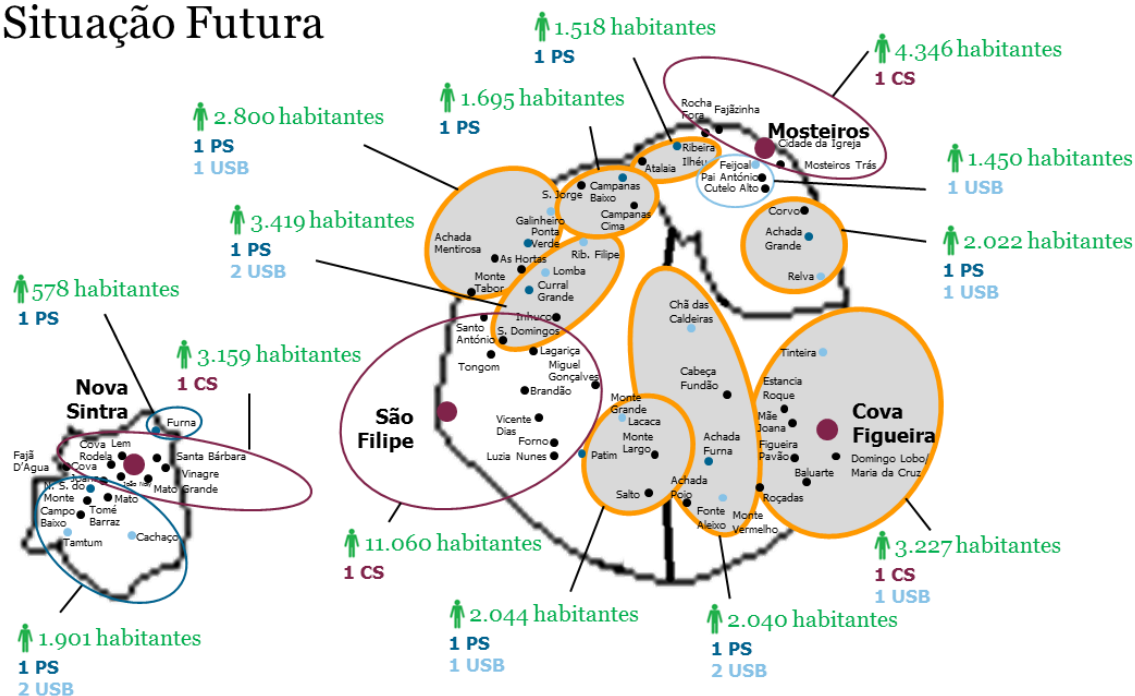 Situação Futura
1.518 habitantes
1 PS
4.346 habitantes
1 CS
1.695 habitantes
1 PS
2.800 habitantes
1 PS
1 USB
Rocha
Fora
Fajãzinha
Mosteiros
Cidade da Igreja
Mosteiros Trás
Ribeira
Ilhéu
Atalaia
Feijoal
Pai António
Cutelo Alto
1.450 habitantes
1 USB
S. Jorge
Campanas
Baixo
Campanas
Cima
3.419 habitantes
1 PS
2 USB
Galinheiro
Ponta
Verde
Achada
Mentirosa
As Hortas
Monte
Tabor
Rib. Filipe
Lomba
Curral
Grande
Inhuco
S. Domingos
Corvo
Achada
Grande
Relva
2.022 habitantes
1 PS
1 USB
578 habitantes
1 PS
3.159 habitantes
1 CS
Nova
Sintra
Furna
Santo
António
Tongom
Lagariça
Miguel
Gonçalves
Brandão
São
Filipe
Vicente
Dias
Forno
Luzia Nunes
Chã das
Caldeiras
Cabeça
Fundão
Tinteira
Estancia
Roque
Mãe
Joana
Figueira
Pavão
Baluarte
Cova
Figueira
Domingo Lobo/
Maria da Cruz
Monte
Grande
Lacaca
Monte
Largo
Patim
Salto
Achada
Furna
Achada
Poio
Fonte
Aleixo
Monte
Vermelho
Roçadas
Fajã
D'Agua
Cova
Rodela
Lem
Cova
Joana
Santa Bárbara
Vinagre
Mato Grande
N. S. do
Monte
Mato
Campo
Baixo
Tomé
Barraz
Tamtum
Cachaço
11.060 habitantes
1 CS
3.227 habitantes
1 CS
1 USB
2.044 habitantes
1 PS
1 USB
2.040 habitantes
1 PS
2 USB
1.901 habitantes
1 PS
2 USB